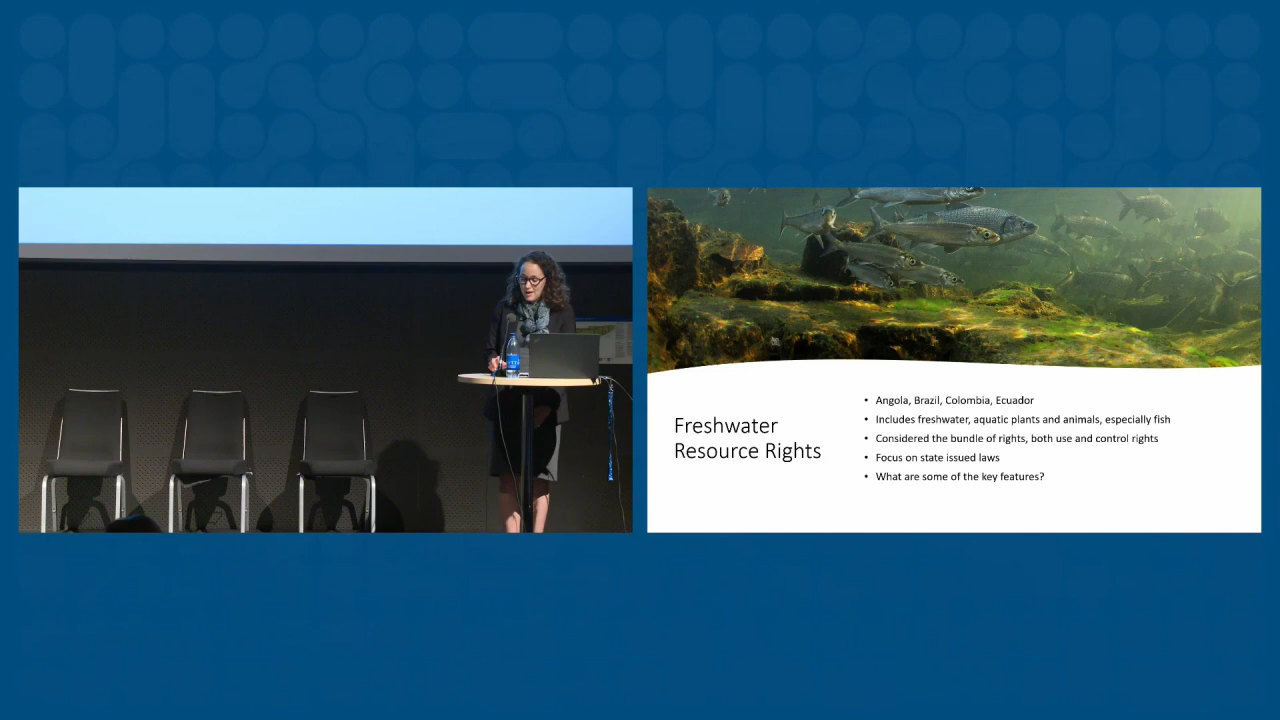 Freshwater
Resource Rights
• Angola, Brazil, Colombia, Ecuador
• Includes freshwater, aquatic plants and animals, especially fish
• Considered the bundle of rights, both use and control rights
• Focus on state issued laws
• What are some of the key features?